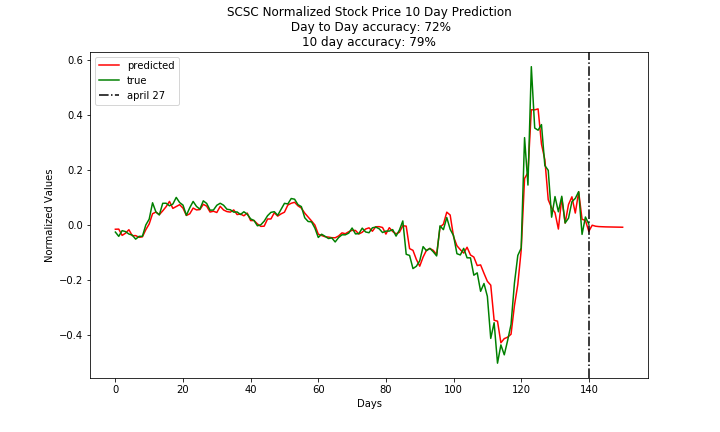 SCSC Normalized Stock Price 10 Day Prediction
Day to Day accuracy: 72%
10 day accuracy: 79%
predicted
true
april 27
Normalized Values
0.6
0.4
0.2
0.0
−0.2
−0.4
0 20 40 60 80 100 120 140
Days